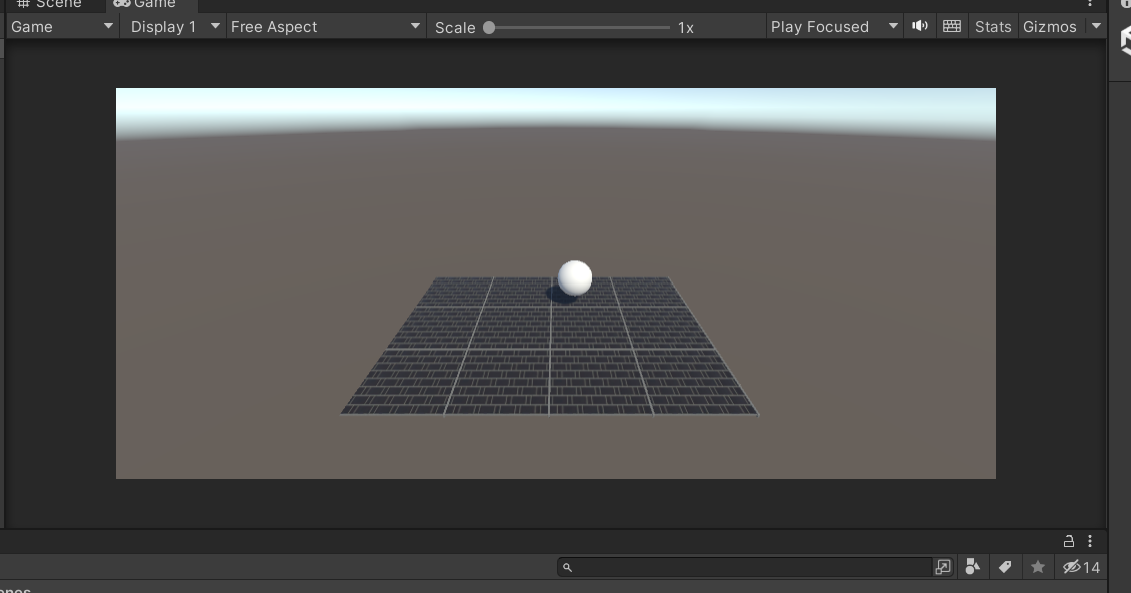 Scene Game
Game Display 1 Free Aspect Scale 1x Play Focused Stats Gizmos
14